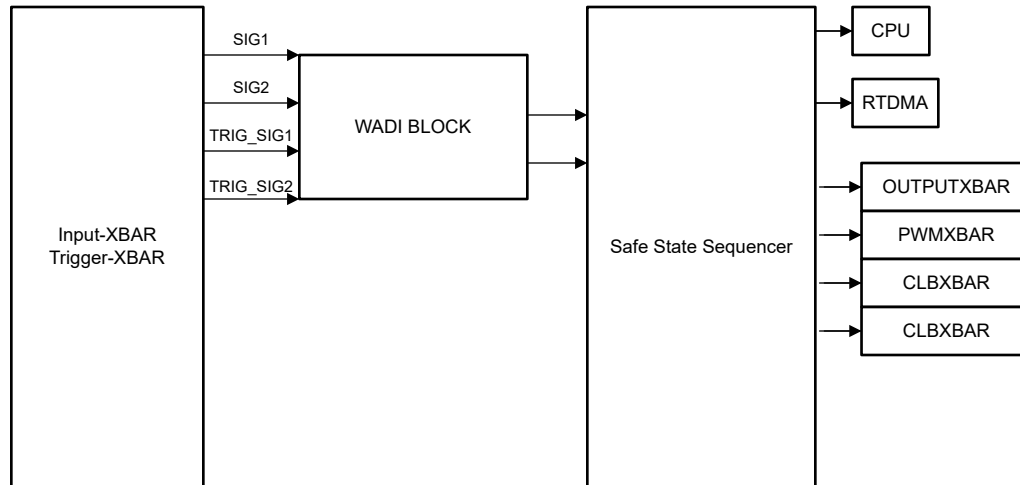 SIG1
SIG2
TRIG_SIG1
TRIG_SIG2
Input-XBAR
Trigger-XBAR
WADI BLOCK
Safe State Sequencer
CPU
RTDMA
OUTPUTXBAR
PWMXBAR
CLBXBAR
CLBXBAR